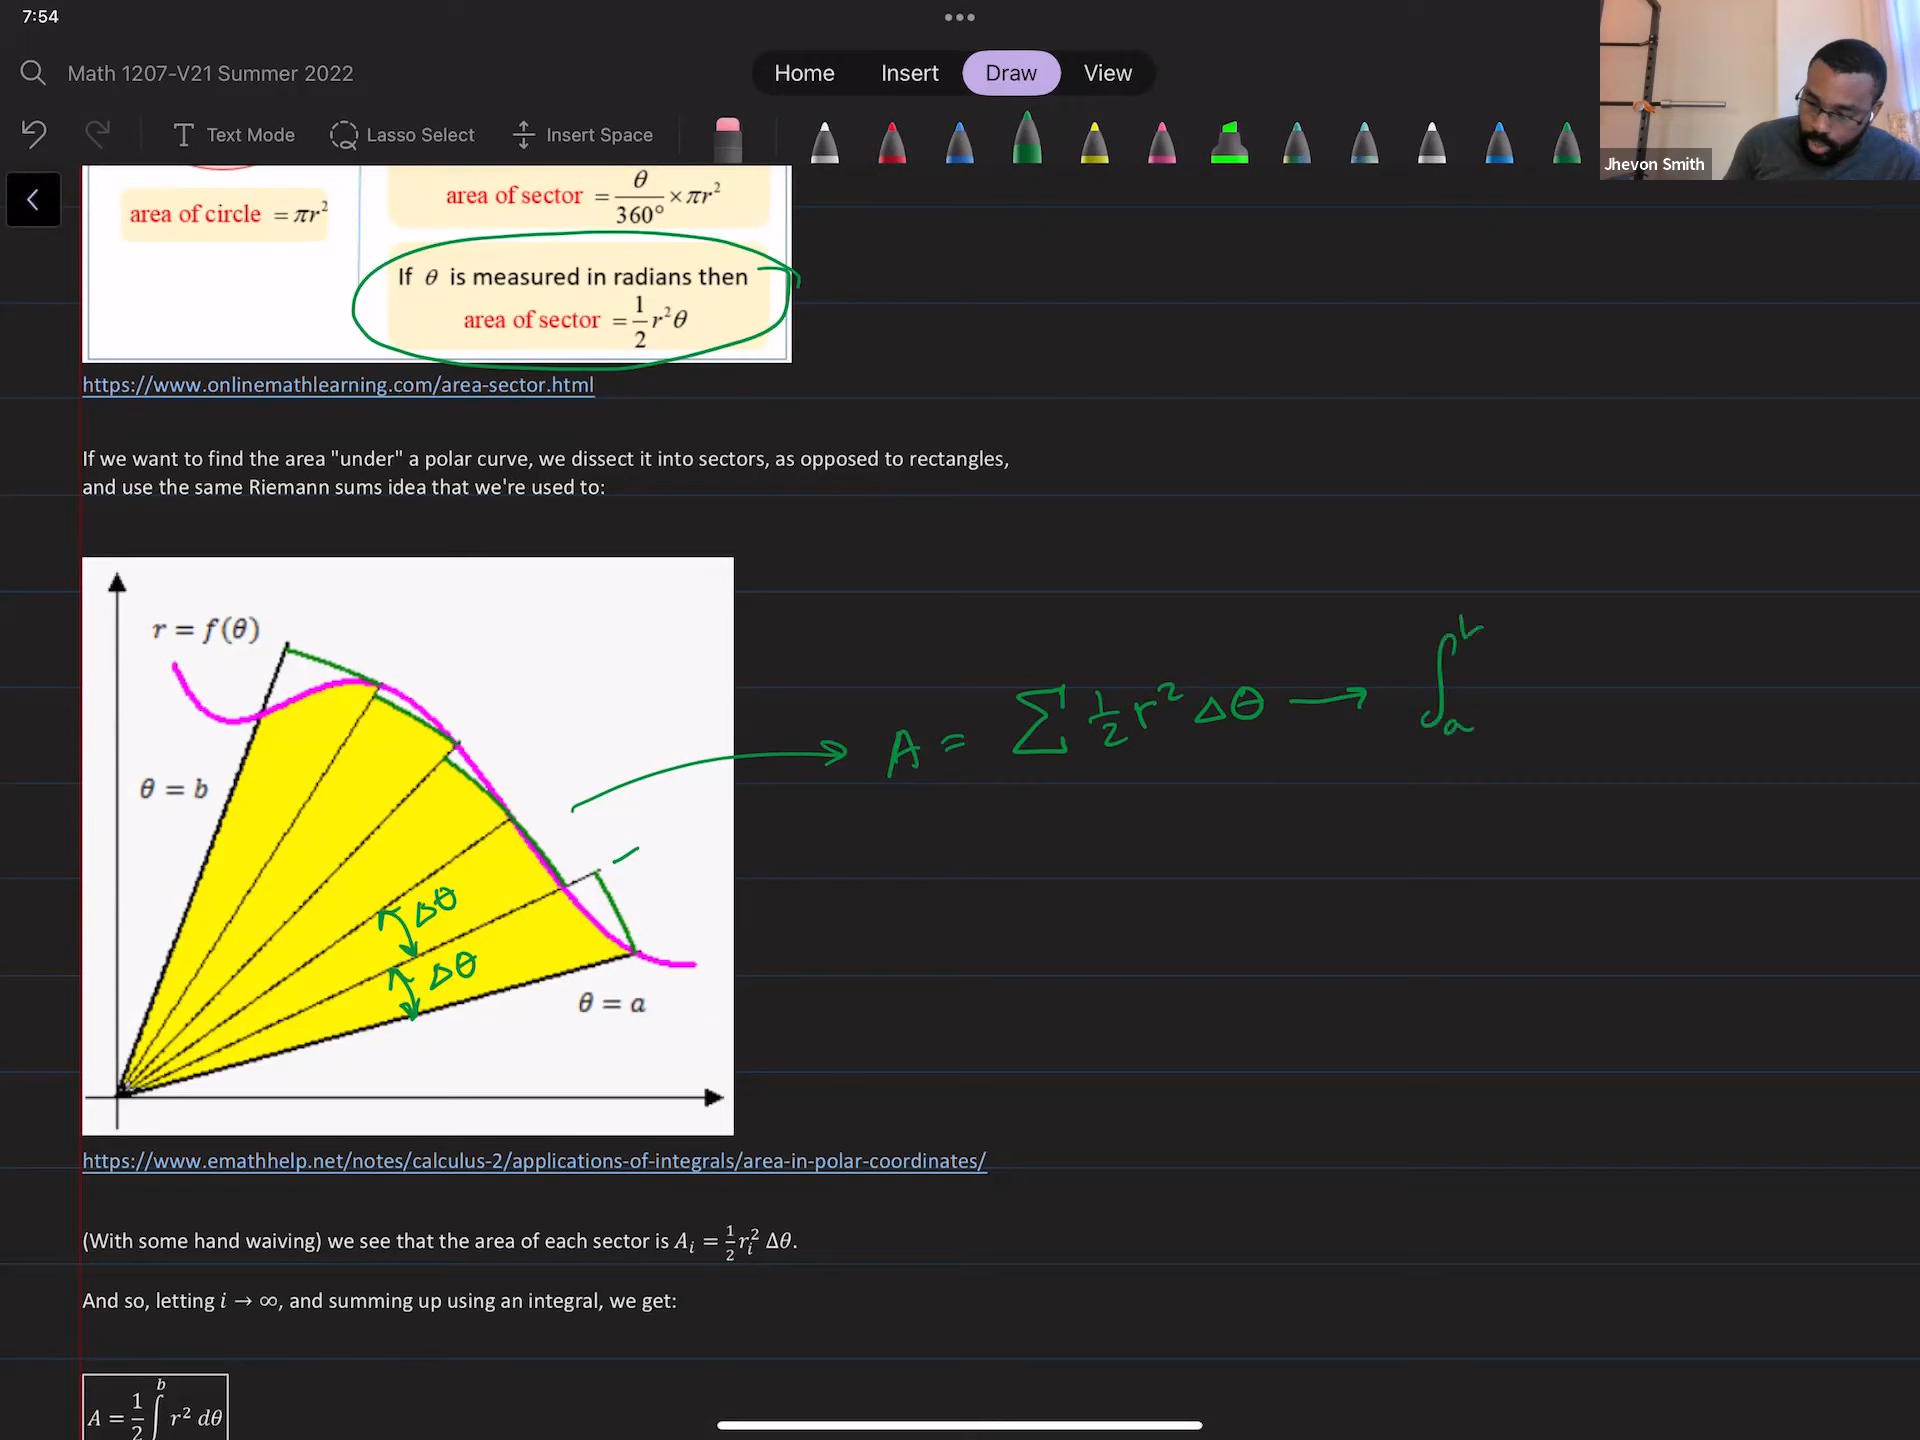 7:54
Math 1207-V21 Summer 2022
Home Insert Draw View
Text Mode Lasso Select Insert Space
Jhevon Smith
area of circle = πr²
area of sector = θ/360° × πr²
If θ is measured in radians then
area of sector = 1/2 r²θ
https://www.onlinemathlearning.com/area-sector.html
If we want to find the area "under" a polar curve, we dissect it into sectors, as opposed to rectangles,
and use the same Riemann sums idea that we're used to:
r = f(θ)
θ = b
Δθ
Δθ
θ = a
A = ∑ 1/2 r² Δθ → ∫_a^b
https://www.emathhelp.net/notes/calculus-2/applications-of-integrals/area-in-polar-coordinates/
(With some hand waiving) we see that the area of each sector is Aᵢ = 1/2 rᵢ² Δθ.
And so, letting i → ∞, and summing up using an integral, we get:
A = 1/2 ∫^b r² dθ